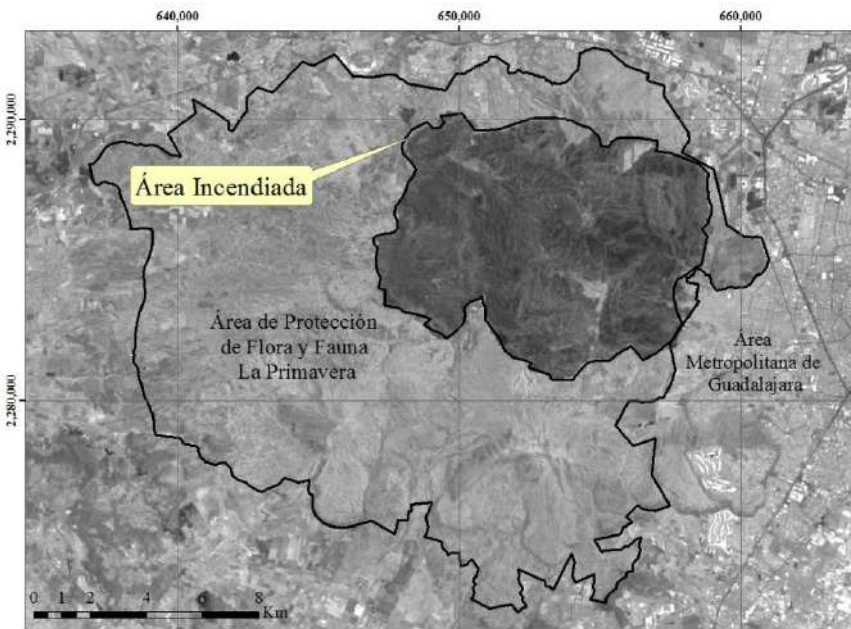 640,000
650,000
660,000
2,290,000
Área Incendiada
Área de Protección
de Flora y Fauna
La Primavera
Área
Metropolitana de
Guadalajara
2,280,000
0 1 2 4 6 8
Km